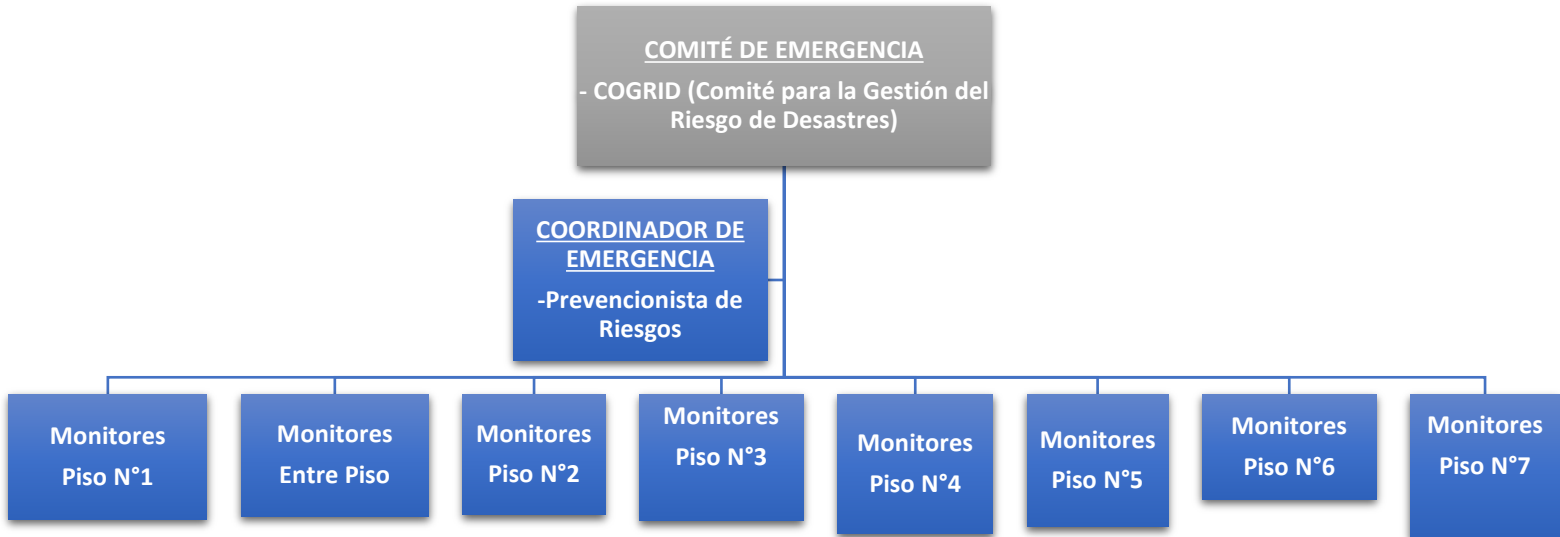 COMITÉ DE EMERGENCIA
- COGRID (Comité para la Gestión del
Riesgo de Desastres)
COORDINADOR DE
EMERGENCIA
-Prevencionista de
Riesgos
Monitores
Piso N°1
Monitores
Entre Piso
Monitores
Piso N°2
Monitores
Piso N°3
Monitores
Piso N°4
Monitores
Piso N°5
Monitores
Piso N°6
Monitores
Piso N°7